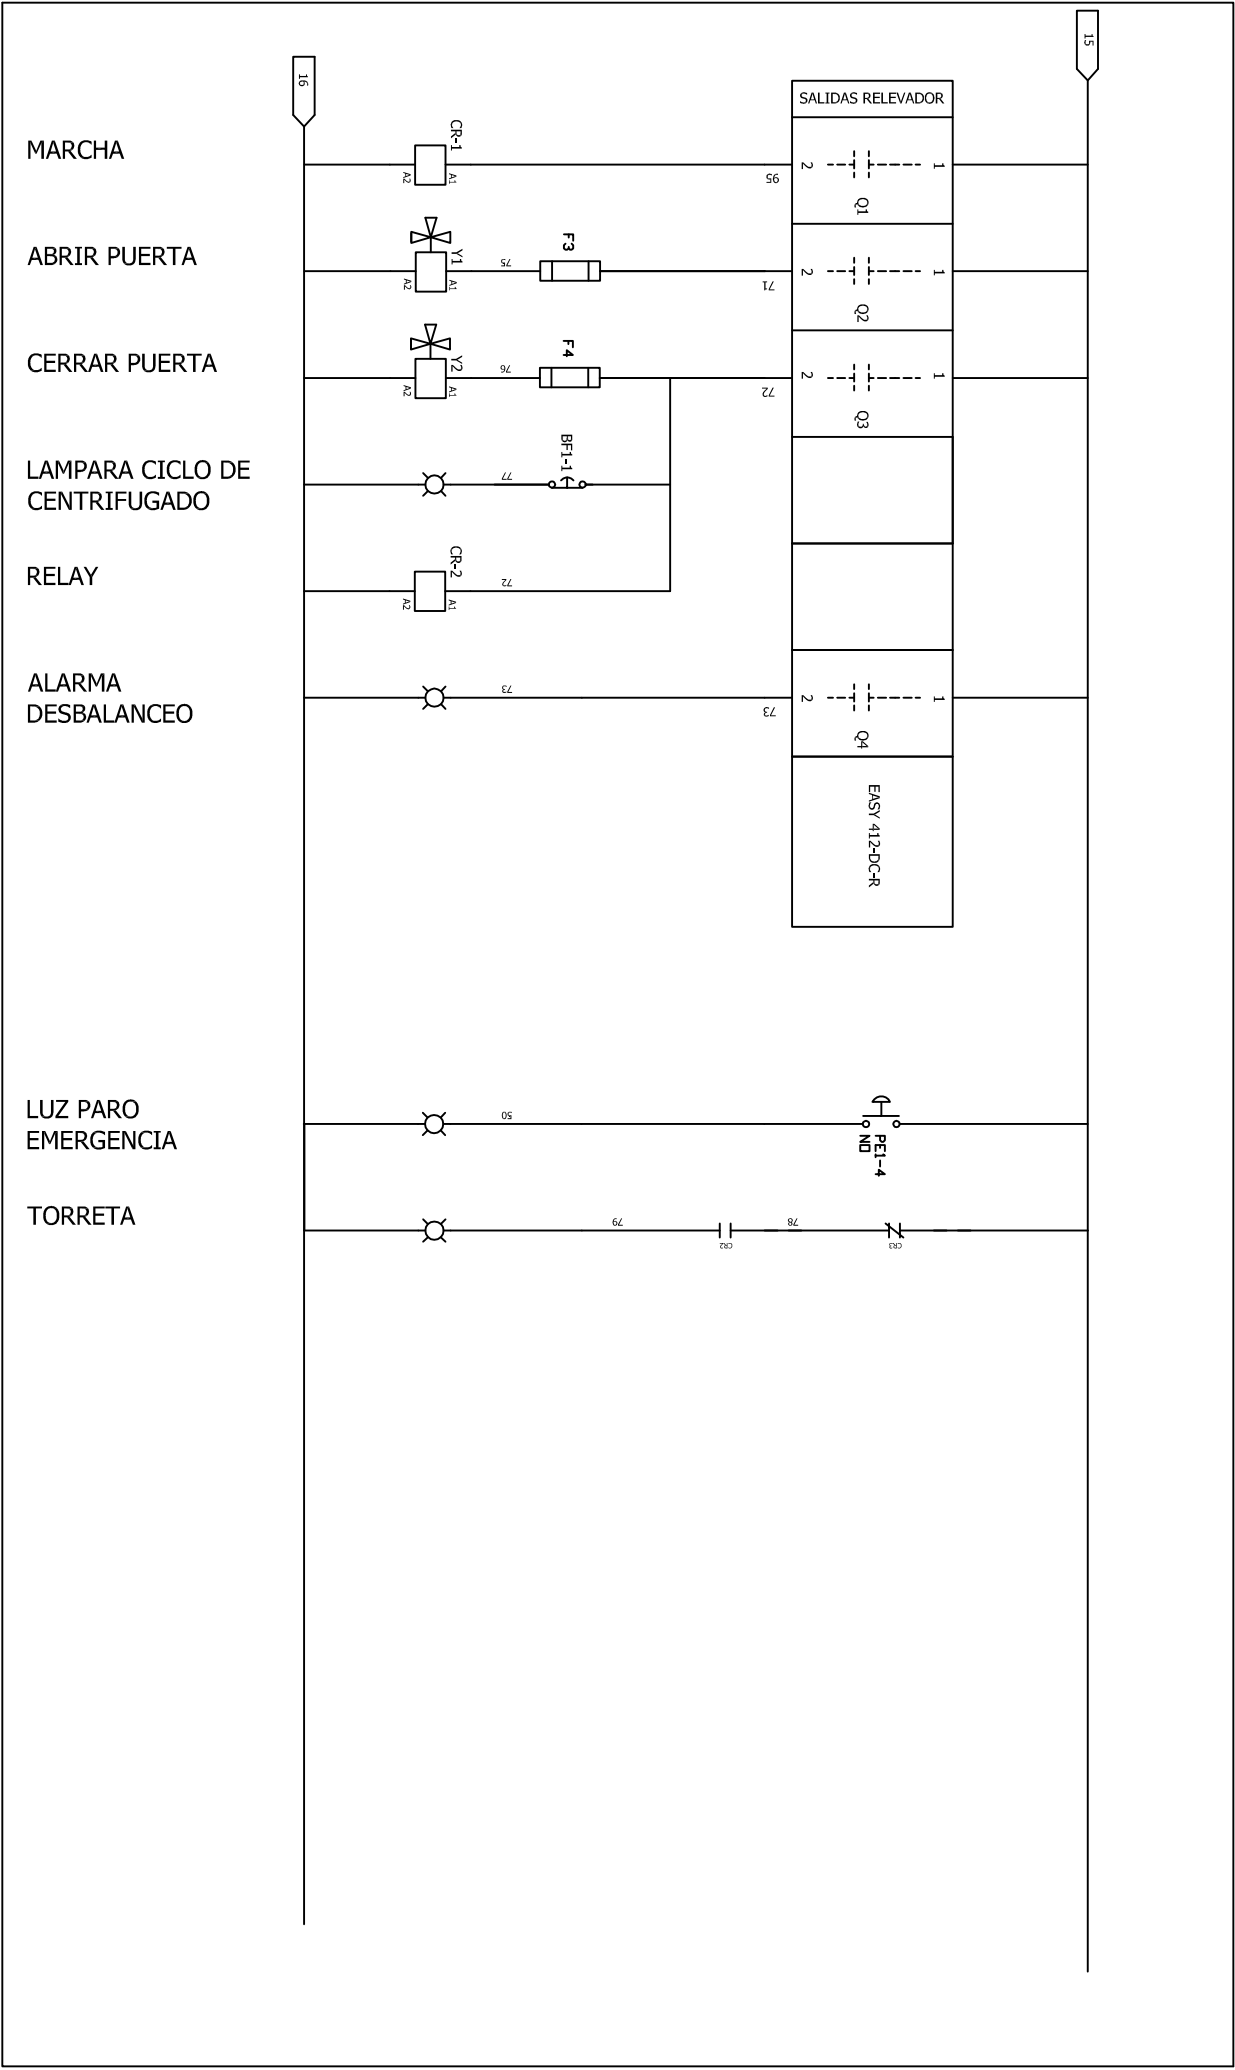 15
16
SALIDAS RELEVADOR
MARCHA
CR-1
A2
A1
95
2
1
Q1
ABRIR PUERTA
Y1
A2
A1
75
F3
71
2
1
Q2
CERRAR PUERTA
Y2
A2
A1
76
F4
72
2
1
Q3
LAMPARA CICLO DE
CENTRIFUGADO
77
BF1-1
RELAY
CR-2
A2
A1
72
ALARMA
DESBALANCEO
73
73
2
1
Q4
EASY 412-DC-R
LUZ PARO
EMERGENCIA
50
PE1-4
NO
TORRETA
79
CR2
78
CR3